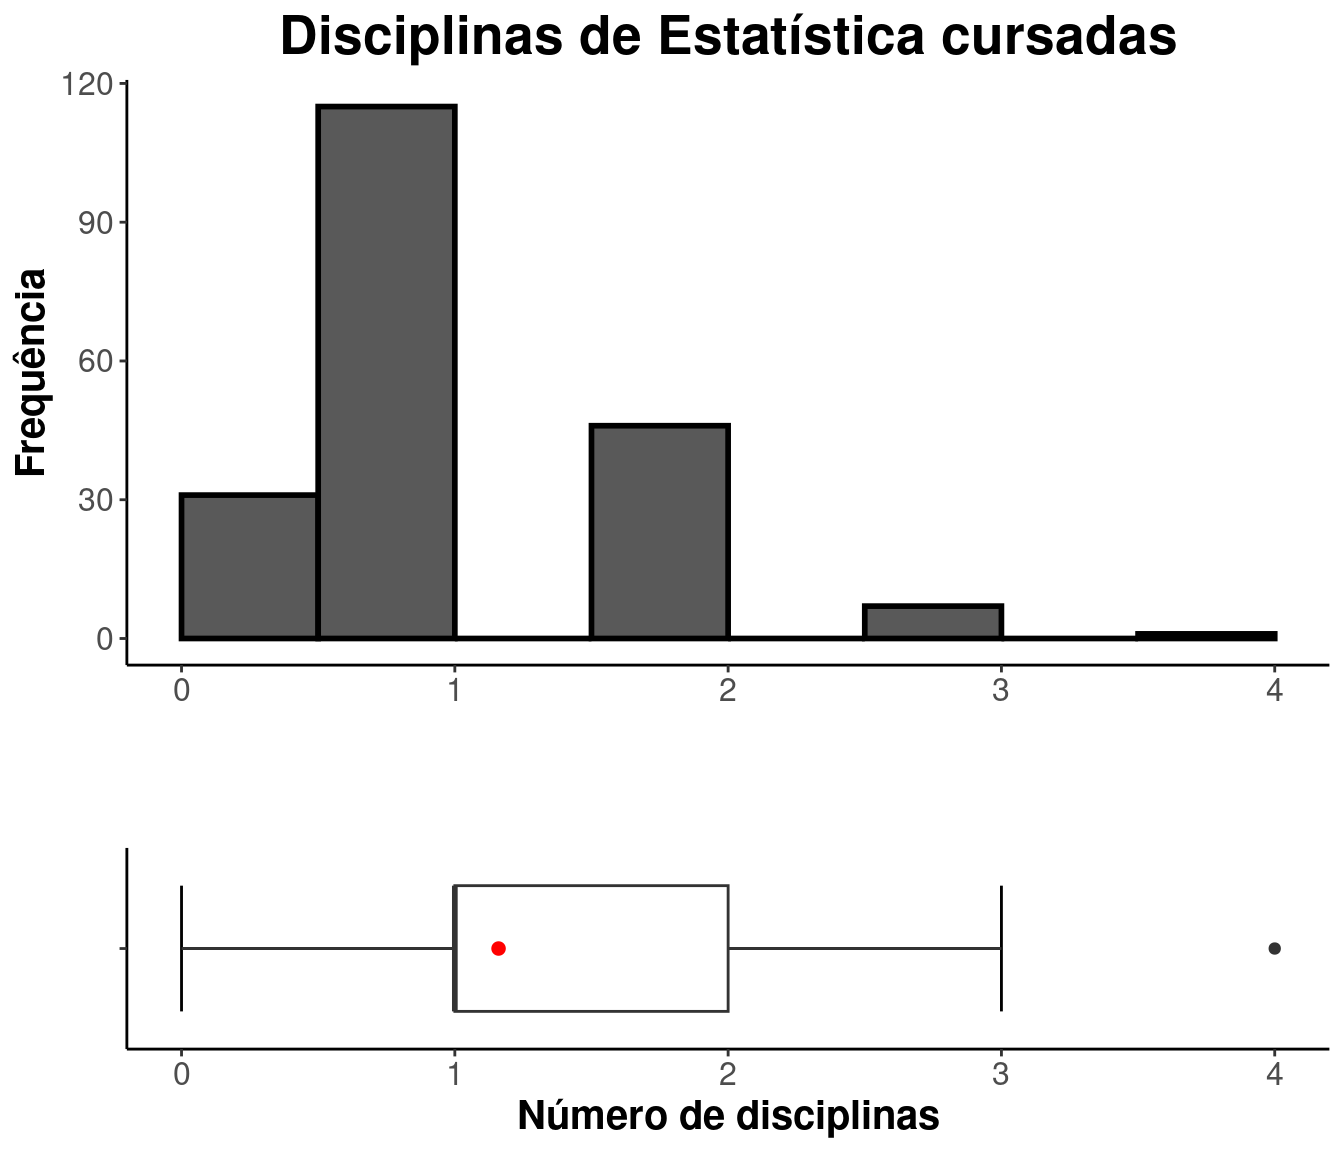 Disciplinas de Estatística cursadas
Frequência
120
90
60
30
0
0 1 2 3 4
0 1 2 3 4
Número de disciplinas